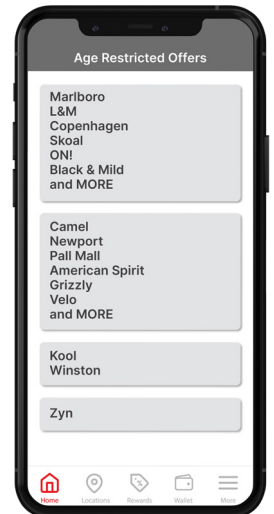 Age Restricted Offers
Marlboro
L&M
Copenhagen
Skoal
ON!
Black & Mild
and MORE
Camel
Newport
Pall Mall
American Spirit
Grizzly
Velo
and MORE
Kool
Winston
Zyn
Home Locations Rewards Wallet More